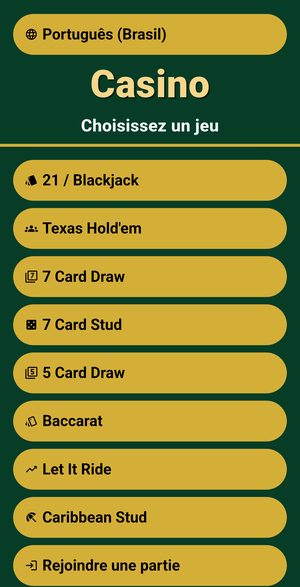 Português (Brasil)
Casino
Choisissez un jeu
21 / Blackjack
Texas Hold'em
7 Card Draw
7 Card Stud
5 Card Draw
Baccarat
Let It Ride
Caribbean Stud
Rejoindre une partie